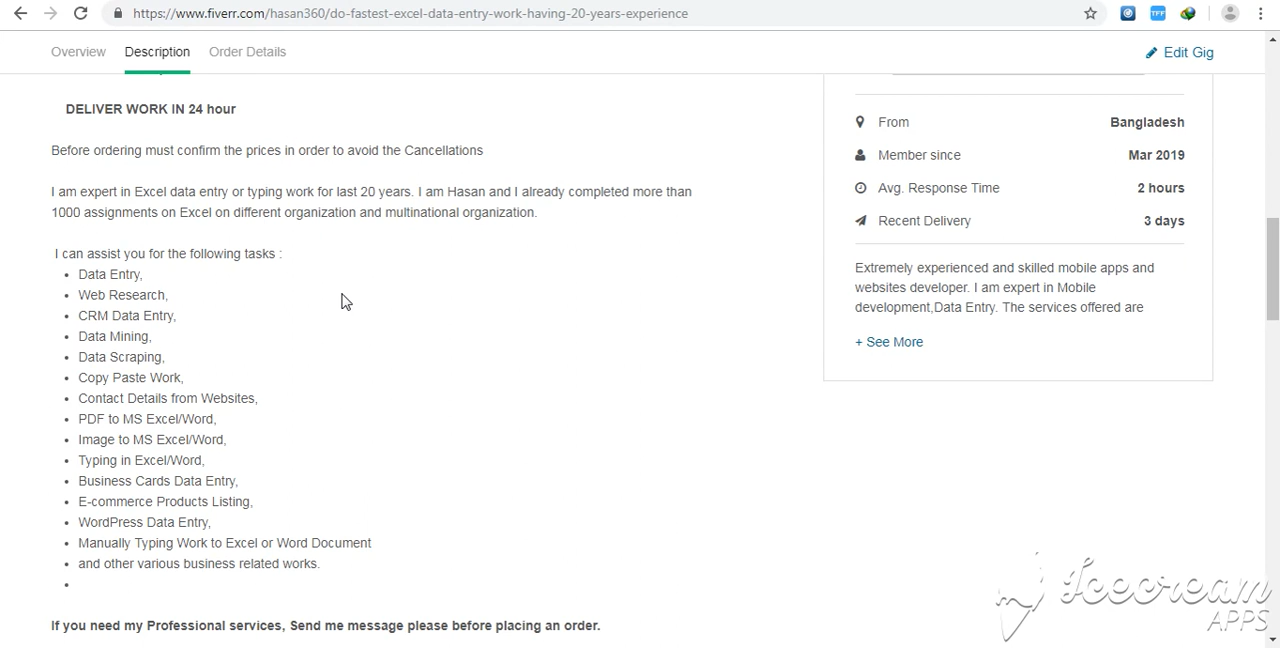 https://www.fiverr.com/hasan360/do-fastest-excel-data-entry-work-having-20-years-experience
TFF
Overview Description Order Details
Edit Gig
DELIVER WORK IN 24 hour
Before ordering must confirm the prices in order to avoid the Cancellations
I am expert in Excel data entry or typing work for last 20 years. I am Hasan and I already completed more than
1000 assignments on Excel on different organization and multinational organization.
I can assist you for the following tasks :
• Data Entry,
• Web Research,
• CRM Data Entry,
• Data Mining,
• Data Scraping,
• Copy Paste Work,
• Contact Details from Websites,
• PDF to MS Excel/Word,
• Image to MS Excel/Word,
• Typing in Excel/Word,
• Business Cards Data Entry,
• E-commerce Products Listing,
• WordPress Data Entry,
• Manually Typing Work to Excel or Word Document
• and other various business related works.
•
If you need my Professional services, Send me message please before placing an order.
From Bangladesh
Member since Mar 2019
Avg. Response Time 2 hours
Recent Delivery 3 days
Extremely experienced and skilled mobile apps and
websites developer. I am expert in Mobile
development,Data Entry. The services offered are
+ See More
Icecream
APPS